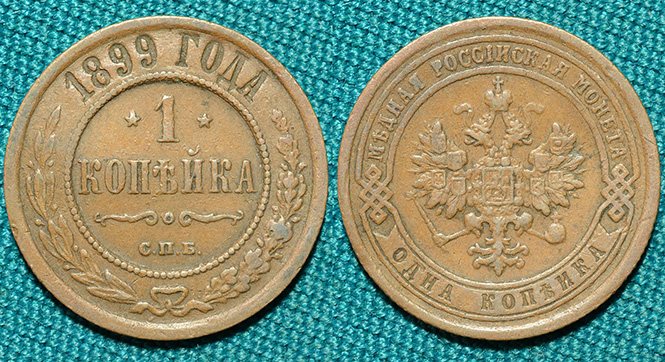 1899 ГОДА
1
КОПѢЙКА
С.П.Б.
МѢДНАЯ РОССІЙСКАЯ МОНЕТА
ОДНА КОПѢЙКА